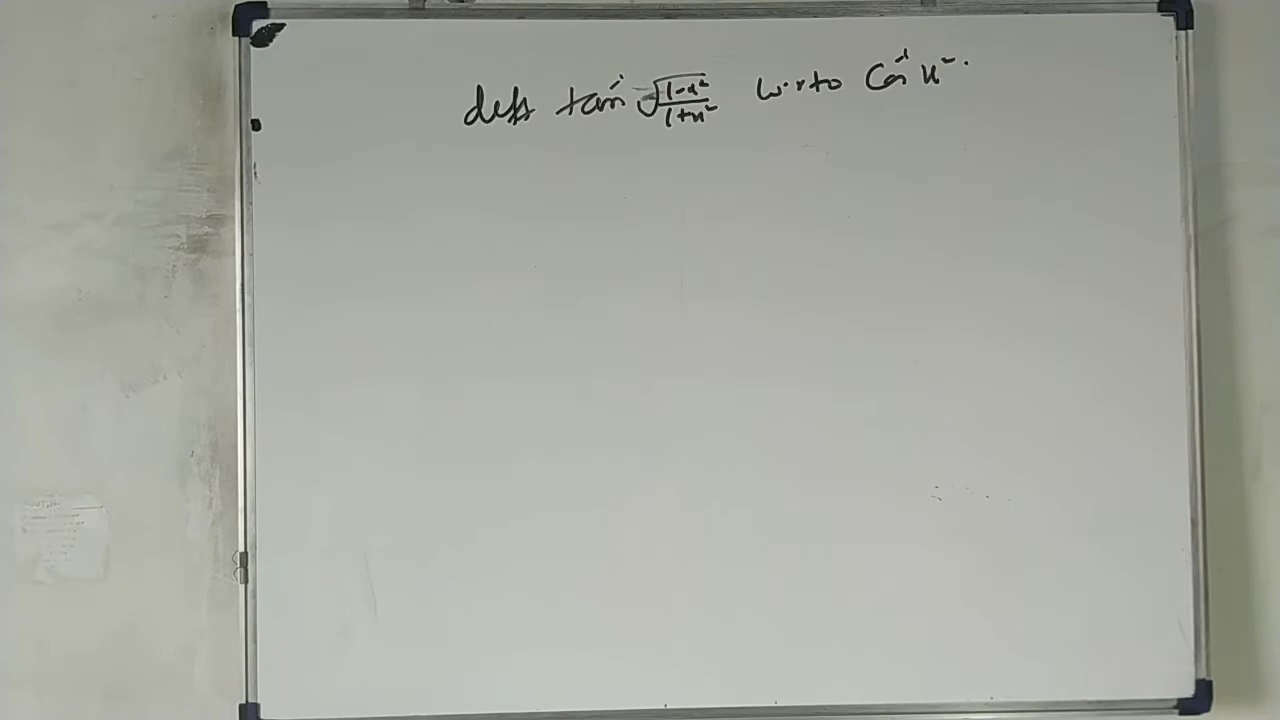 diff tan⁻¹ √(1-x²/1+x²) w.r.to Cos⁻¹ x².